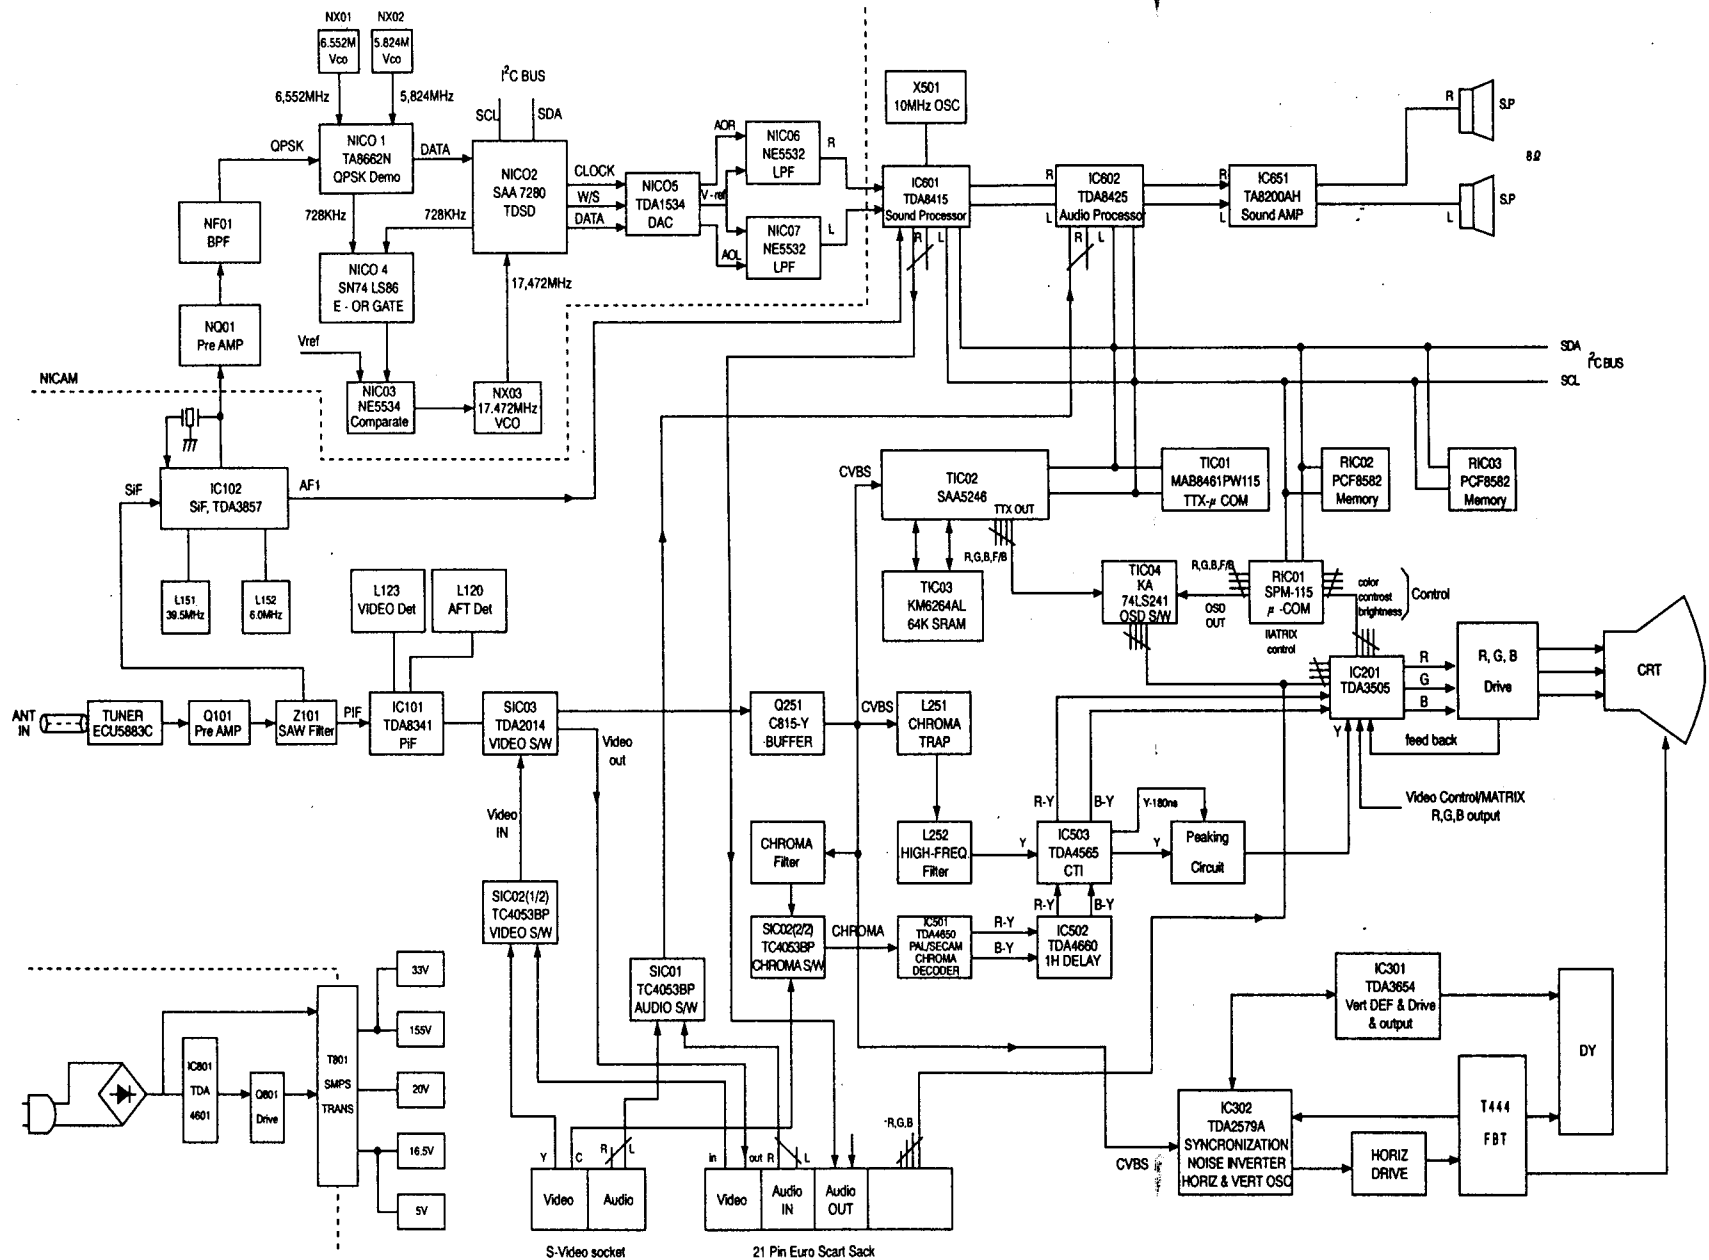 NX01
NX02
6.552M
Vco
5.824M
Vco
I²C BUS
X501
10MHz OSC
6,552MHz
5,824MHz
SCL
SDA
R
S.P
8Ω
QPSK
NICO 1
TA8662N
QPSK Demo
DATA
NICO2
SAA 7280
TDSD
CLOCK
W/S
DATA
NICO5
TDA1534
DAC
AOR
V - ref
AOL
NIC06
NE5532
LPF
R
NIC07
NE5532
LPF
L
IC601
TDA8415
Sound Processor
R
L
IC602
TDA8425
Audio Processor
R
L
IC651
TA8200AH
Sound AMP
L
S.P
R
L
R
L
NF01
BPF
728KHz
728KHz
NICO 4
SN74 LS86
E - OR GATE
17,472MHz
NQ01
Pre AMP
Vref
NIC03
NE5534
Comparate
NX03
17.472MHz
VCO
NICAM
SDA
SCL
I²C BUS
SiF
IC102
SiF, TDA3857
AF1
L151
39.5MHz
L152
6.0MHz
L123
VIDEO Det
L120
AFT Det
CVBS
TIC02
SAA5246
TTX OUT
TIC01
MAB8461PW115
TTX-µ COM
RIC02
PCF8582
Memory
RIC03
PCF8582
Memory
R,G,B,F/B
TIC03
KM6264AL
64K SRAM
TIC04
KA
74LS241
OSD S/W
R,G,B,F/B
OSD
OUT
RIC01
SPM-115
µ -COM
color
controst
brightness
Control
IIATRIX
control
ANT
IN
TUNER
ECU5883C
Q101
Pre AMP
Z101
SAW Filter
PIF
IC101
TDA8341
PiF
SIC03
TDA2014
VIDEO S/W
Video
out
Q251
C815-Y
-BUFFER
CVBS
L251
CHROMA
TRAP
IC201
TDA3505
R
G
B
R, G, B
Drive
CRT
Y
feed back
Video Control/MATRIX
R,G,B output
Video
IN
R-Y
B-Y
Y-180ns
CHROMA
Filter
L252
HIGH-FREQ.
Filter
Y
IC503
TDA4565
CTI
Y
Peaking
Circuit
R-Y
B-Y
SIC02(1/2)
TC4053BP
VIDEO S/W
SIC02(2/2)
TC4053BP
CHROMA S/W
CHROMA
IC501
TDA4650
PAL/SECAM
CHROMA
DECODER
R-Y
B-Y
IC502
TDA4660
1H DELAY
SIC01
TC4053BP
AUDIO S/W
IC301
TDA3654
Vert DEF & Drive
& output
DY
33V
155V
20V
16.5V
5V
IC801
TDA
4601
Q801
Drive
T801
SMPS
TRANS
IC302
TDA2579A
SYNCRONIZATION
NOISE INVERTER
HORIZ & VERT OSC
CVBS
HORIZ
DRIVE
T444
FBT
Y
C
R
L
in
out
R
L
-R,G,B
Video
Audio
Video
Audio
IN
Audio
OUT
S-Video socket
21 Pin Euro Scart Sack